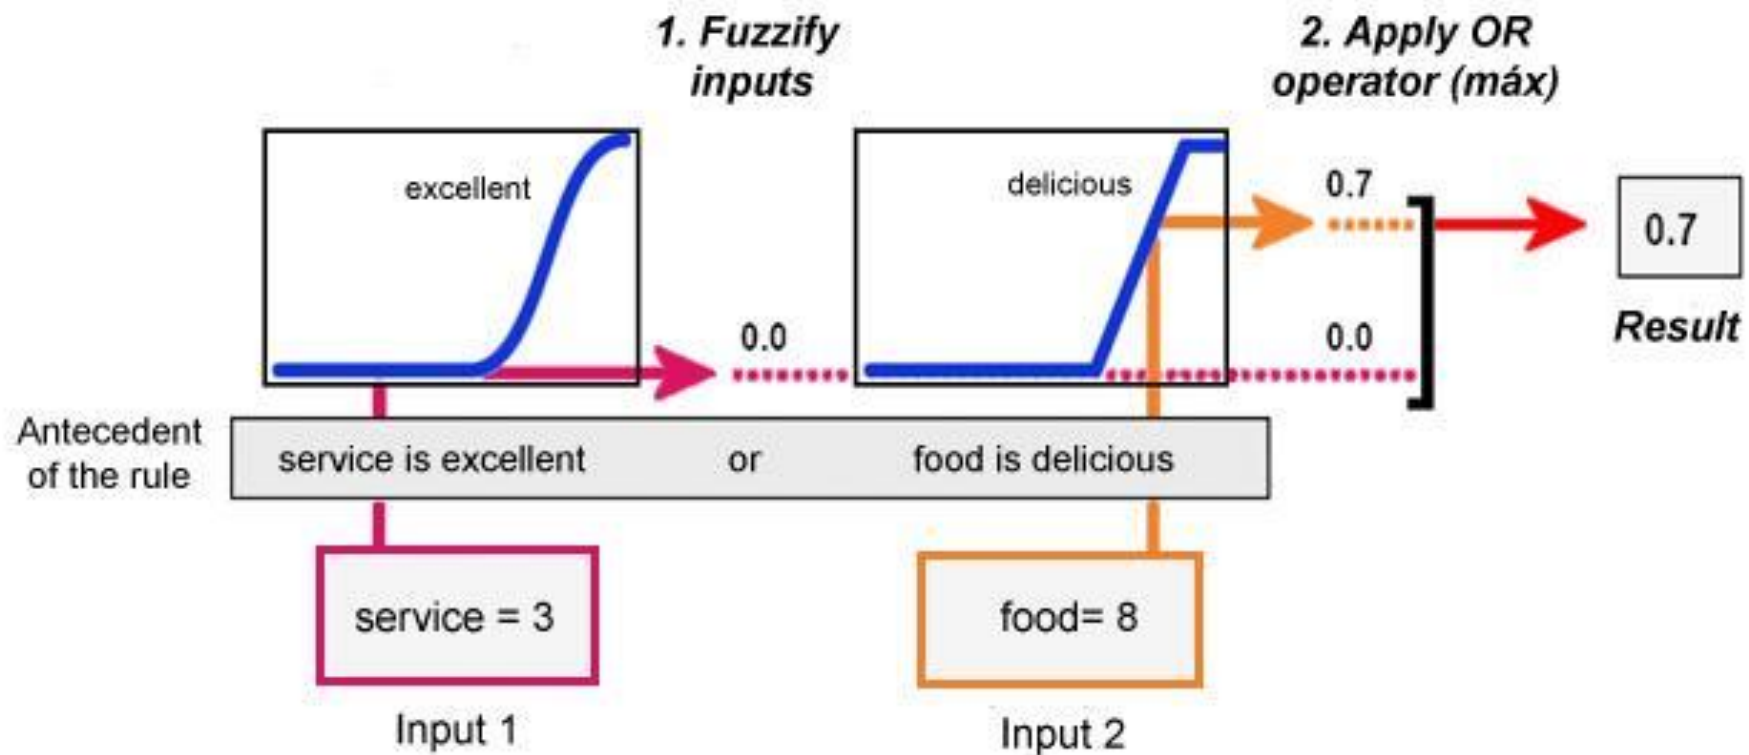 1. Fuzzify
inputs
2. Apply OR
operator (máx)
excellent
delicious
0.7
0.7
0.0
0.0
Result
Antecedent
of the rule
service is excellent or food is delicious
service = 3
food= 8
Input 1
Input 2